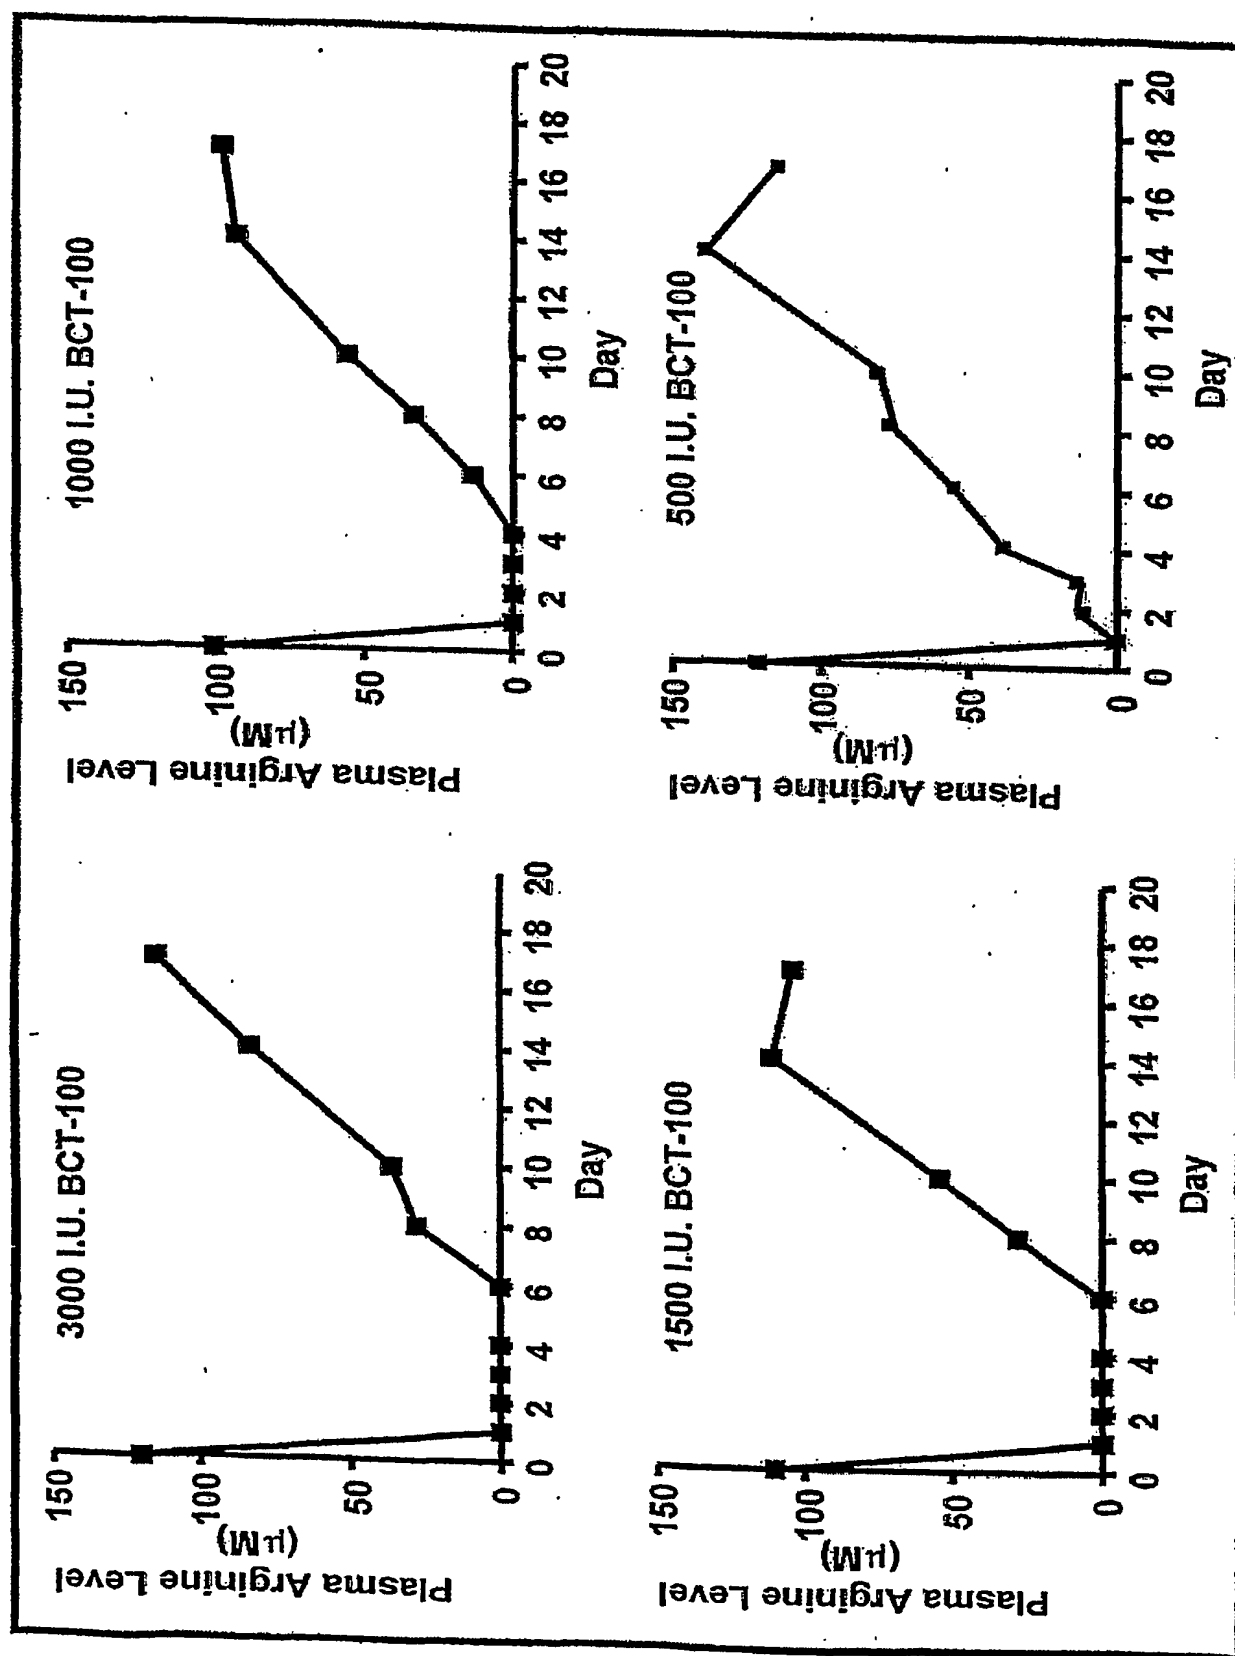 3000 I.U. BCT-100
Plasma Arginine Level
(μM)
150
100
50
0
0 2 4 6 8 10 12 14 16 18 20
Day
1000 I.U. BCT-100
Plasma Arginine Level
(μM)
150
100
50
0
0 2 4 6 8 10 12 14 16 18 20
Day
1500 I.U. BCT-100
Plasma Arginine Level
(μM)
150
100
50
0
0 2 4 6 8 10 12 14 16 18 20
Day
500 I.U. BCT-100
Plasma Arginine Level
(μM)
150
100
50
0
0 2 4 6 8 10 12 14 16 18 20
Day